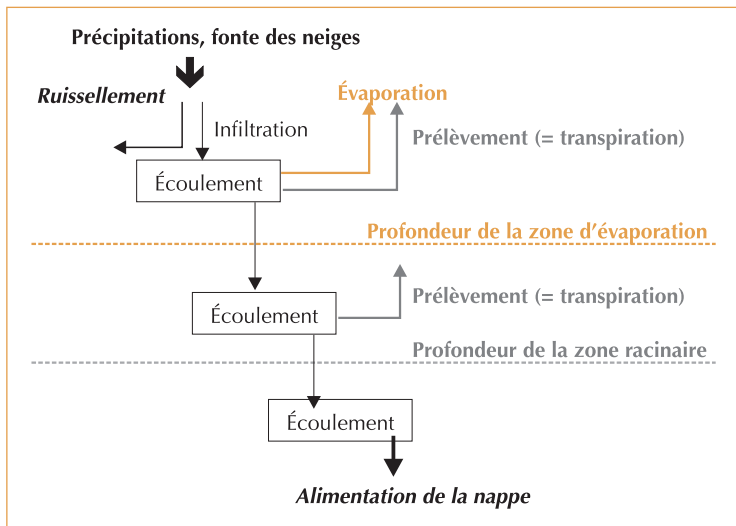 Précipitations, fonte des neiges
Ruissellement
Évaporation
Infiltration
Prélèvement (= transpiration)
Écoulement
Profondeur de la zone d’évaporation
Prélèvement (= transpiration)
Écoulement
Profondeur de la zone racinaire
Écoulement
Alimentation de la nappe